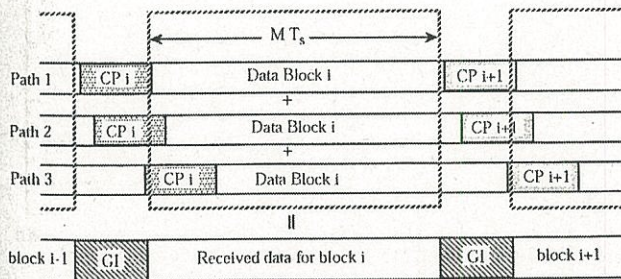 M Ts
Path 1 CP i Data Block i CP i+1
+
Path 2 CP i Data Block i CP i+1
+
Path 3 CP i Data Block i CP i+1
=
block i-1 GI Received data for block i GI block i+1